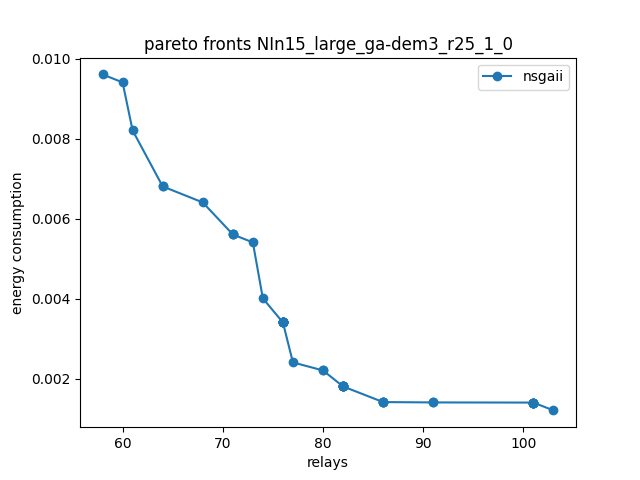 pareto fronts NIn15_large_ga-dem3_r25_1_0
nsgaii
0.010
0.008
0.006
0.004
0.002
energy consumption
60 70 80 90 100
relays